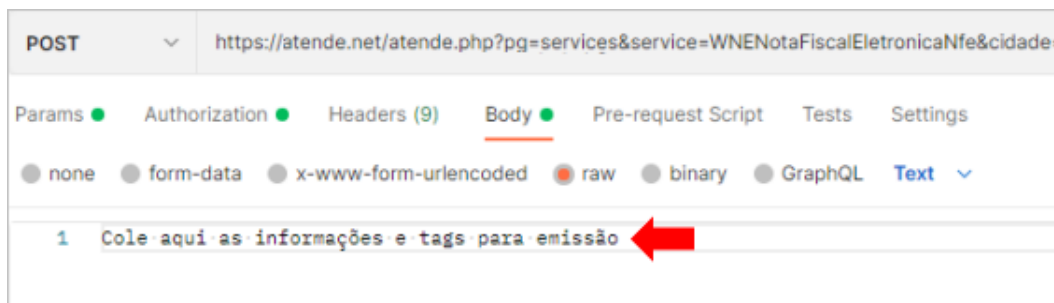 POST https://atende.net/atende.php?pg=services&service=WNENotaFiscalEletronicaNfe&cidade=
Params Authorization Headers (9) Body Pre-request Script Tests Settings
none form-data x-www-form-urlencoded raw binary GraphQL Text
1 Cole aqui as informações e tags para emissão